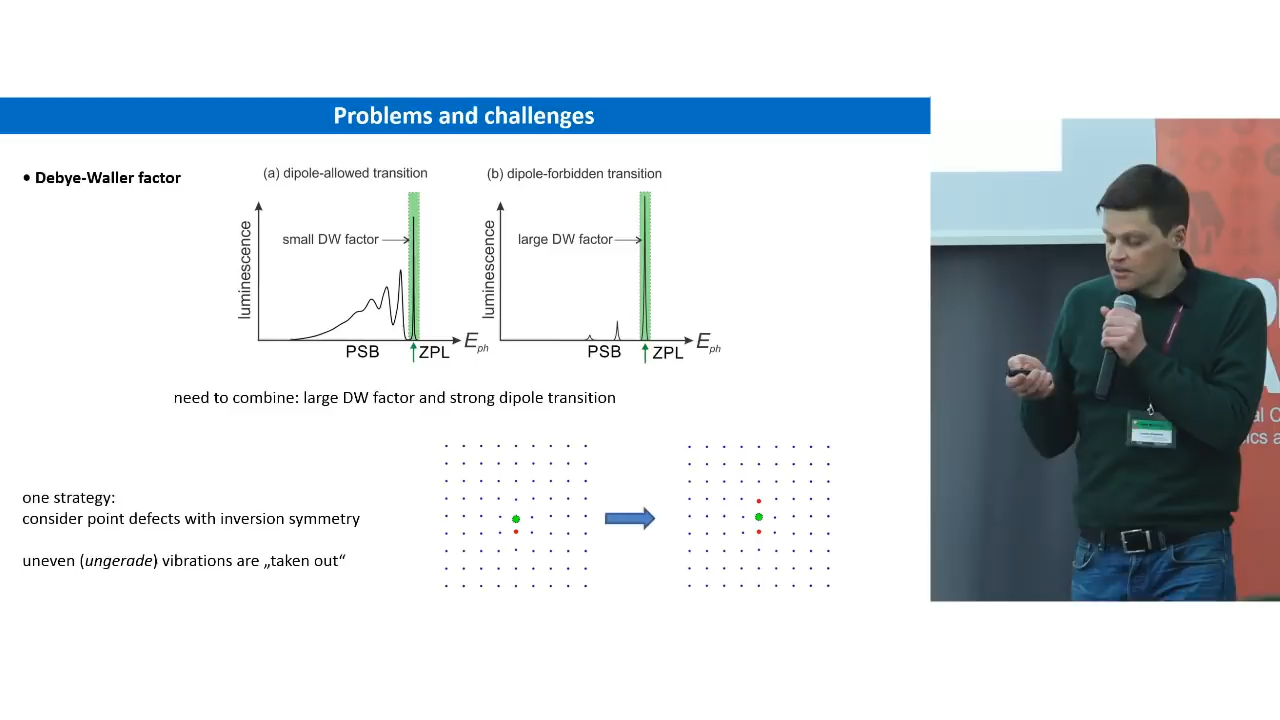 Problems and challenges
• Debye-Waller factor
(a) dipole-allowed transition
(b) dipole-forbidden transition
luminescence
small DW factor
PSB
ZPL
Eph
luminescence
large DW factor
PSB
ZPL
Eph
need to combine: large DW factor and strong dipole transition
one strategy:
consider point defects with inversion symmetry
uneven (ungerade) vibrations are „taken out“